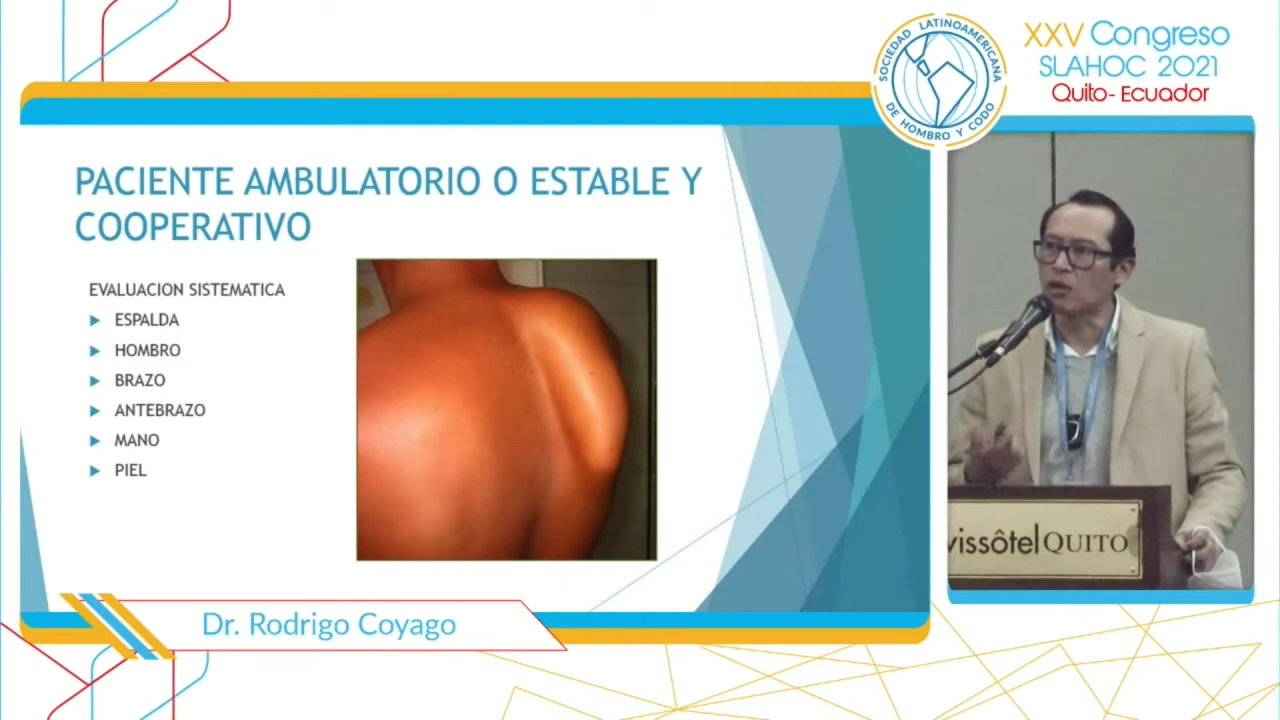 SOCIEDAD LATINOAMERICANA
DE HOMBRO Y CODO
XXV Congreso
SLAHOC 2021
Quito- Ecuador
PACIENTE AMBULATORIO O ESTABLE Y
COOPERATIVO
EVALUACION SISTEMATICA
ESPALDA
HOMBRO
BRAZO
ANTEBRAZO
MANO
PIEL
vissôtel QUITO
Dr. Rodrigo Coyago